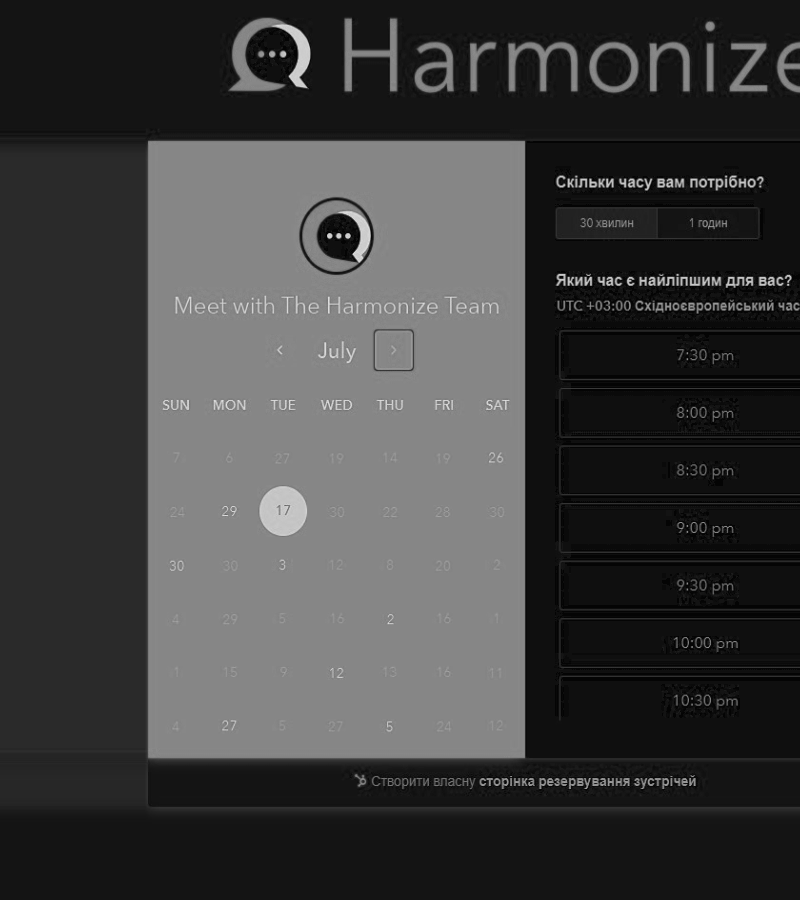 Harmonize
Meet with The Harmonize Team
July
SUN MON TUE WED THU FRI SAT
7 6 27 19 14 19 26
24 29 17 30 22 28 30
30 30 3 12 8 20 2
4 29 5 16 2 16 1
1 15 9 12 13 16 11
4 27 5 27 5 24 12
Скільки часу вам потрібно?
30 хвилин 1 годин
Який час є найліпшим для вас?
UTC +03:00 Східноєвропейський час
7:30 pm
8:00 pm
8:30 pm
9:00 pm
9:30 pm
10:00 pm
10:30 pm
Створити власну сторінка резервування зустрічей